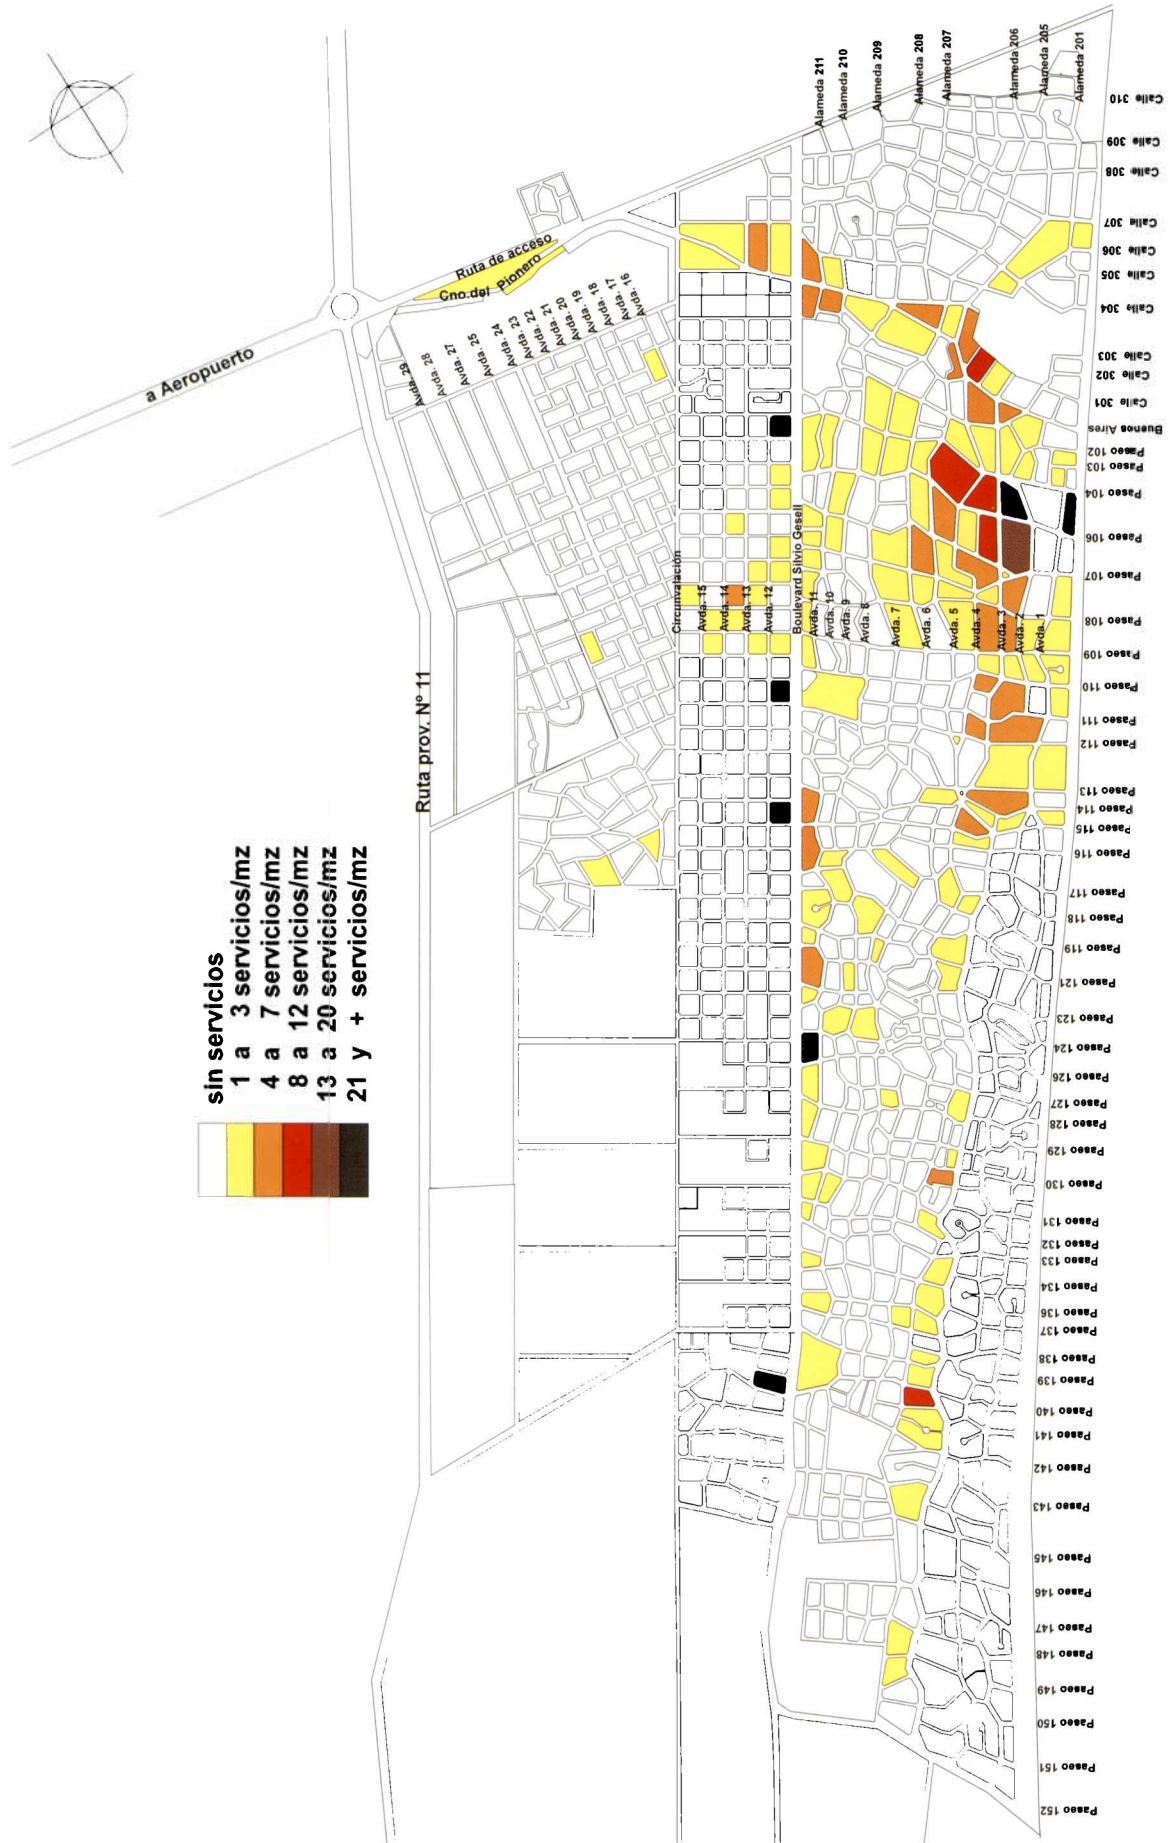 Alameda 211
Alameda 210
Alameda 209
Alameda 208
Alameda 207
Alameda 206
Alameda 205
Alameda 201
Calle 310
Calle 309
Calle 308
Calle 307
Calle 306
Calle 305
Calle 304
Calle 303
Calle 302
Calle 301
Buenos Aires
Paseo 102
Paseo 103
Paseo 104
Paseo 106
Paseo 107
Paseo 108
Paseo 109
Paseo 110
Paseo 111
Paseo 112
Paseo 113
Paseo 114
Paseo 115
Paseo 116
Paseo 117
Paseo 118
Paseo 119
Paseo 121
Paseo 123
Paseo 124
Paseo 126
Paseo 127
Paseo 128
Paseo 129
Paseo 130
Paseo 131
Paseo 132
Paseo 133
Paseo 134
Paseo 136
Paseo 137
Paseo 138
Paseo 139
Paseo 140
Paseo 141
Paseo 142
Paseo 143
Paseo 145
Paseo 146
Paseo 147
Paseo 148
Paseo 149
Paseo 150
Paseo 151
Paseo 152
a Aeropuerto
Ruta de acceso
Cno.del Pionero
Avda. 29
Avda. 28
Avda. 27
Avda. 25
Avda. 24
Avda. 23
Avda. 22
Avda. 21
Avda. 20
Avda. 19
Avda. 18
Avda. 17
Avda. 16
Circunvalación
Avda. 15
Avda. 14
Avda. 13
Avda. 12
Boulevard Silvio Gesell
Avda. 11
Avda. 10
Avda. 9
Avda. 8
Avda. 7
Avda. 6
Avda. 5
Avda. 4
Avda. 3
Avda. 2
Avda. 1
Ruta prov. Nº 11
sin servicios
1 a 3 servicios/mz
4 a 7 servicios/mz
8 a 12 servicios/mz
13 a 20 servicios/mz
21 y + servicios/mz